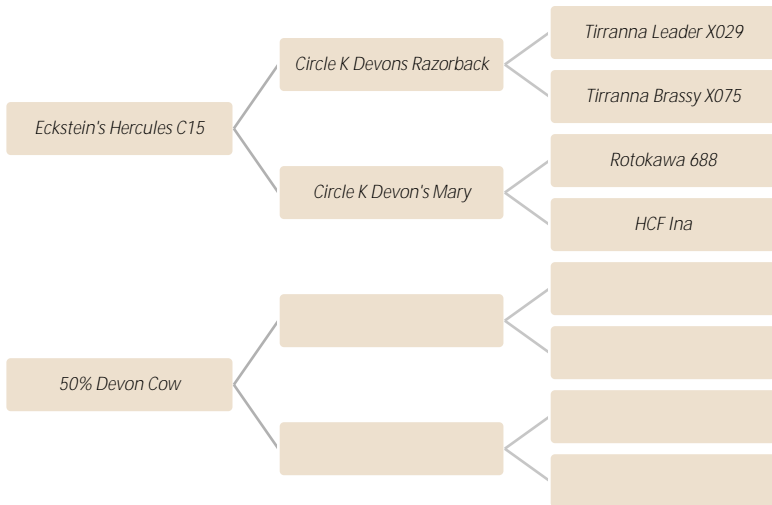 Tirranna Leader X029
Circle K Devons Razorback
Tirranna Brassy X075
Eckstein's Hercules C15
Rotokawa 688
Circle K Devon's Mary
HCF Ina
50% Devon Cow